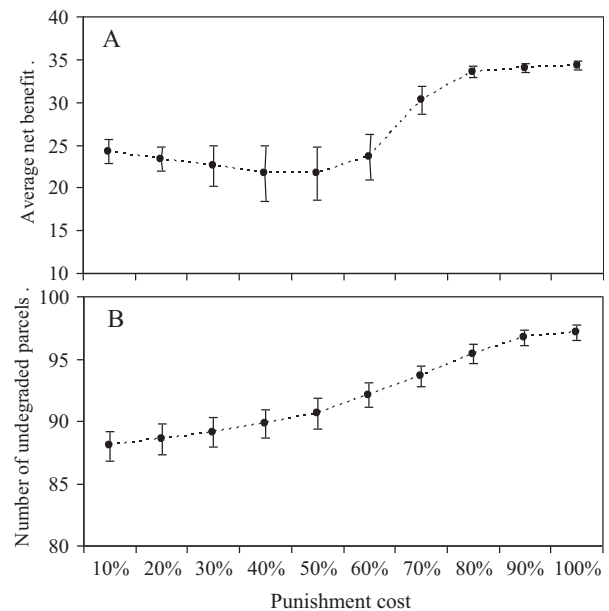 A
Average net benefit .
40
35
30
25
20
15
10
B
Number of undegraded parcels .
100
95
90
85
80
10% 20% 30% 40% 50% 60% 70% 80% 90% 100%
Punishment cost